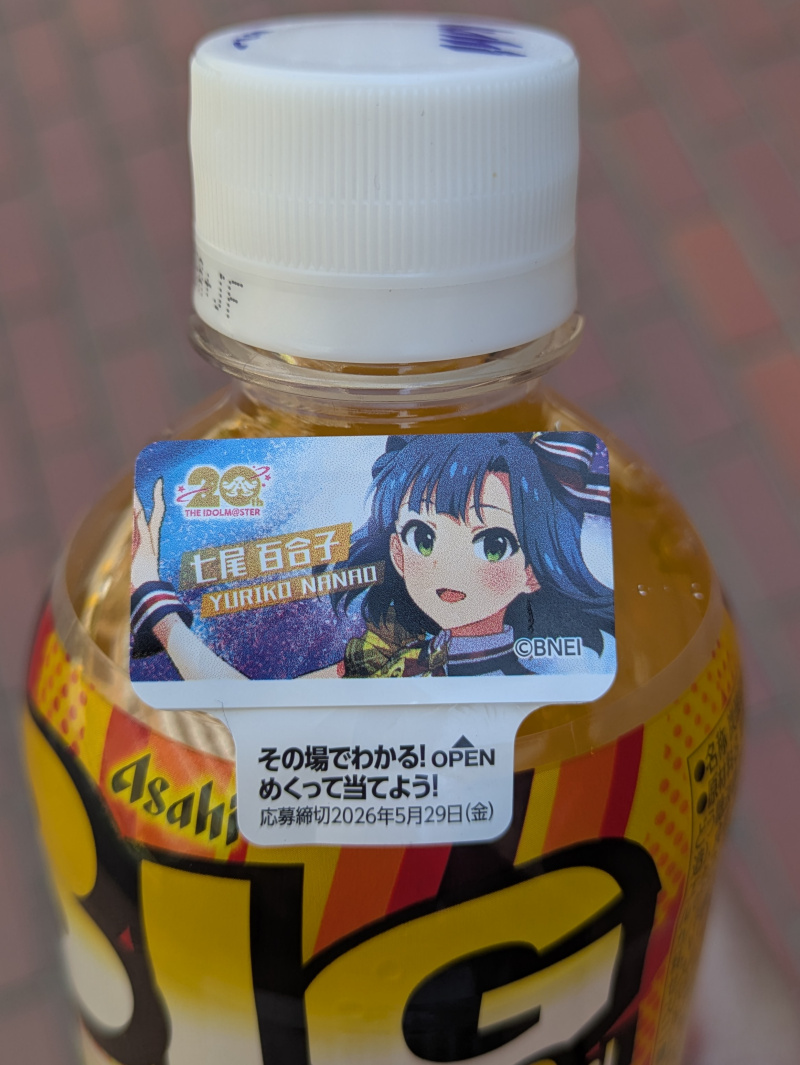 20th
THE IDOLM@STER
七尾 百合子
YURIKO NANAO
©BNEI
その場でわかる! OPEN
めくって当てよう!
応募締切2026年5月29日(金)
Asahi
BIG